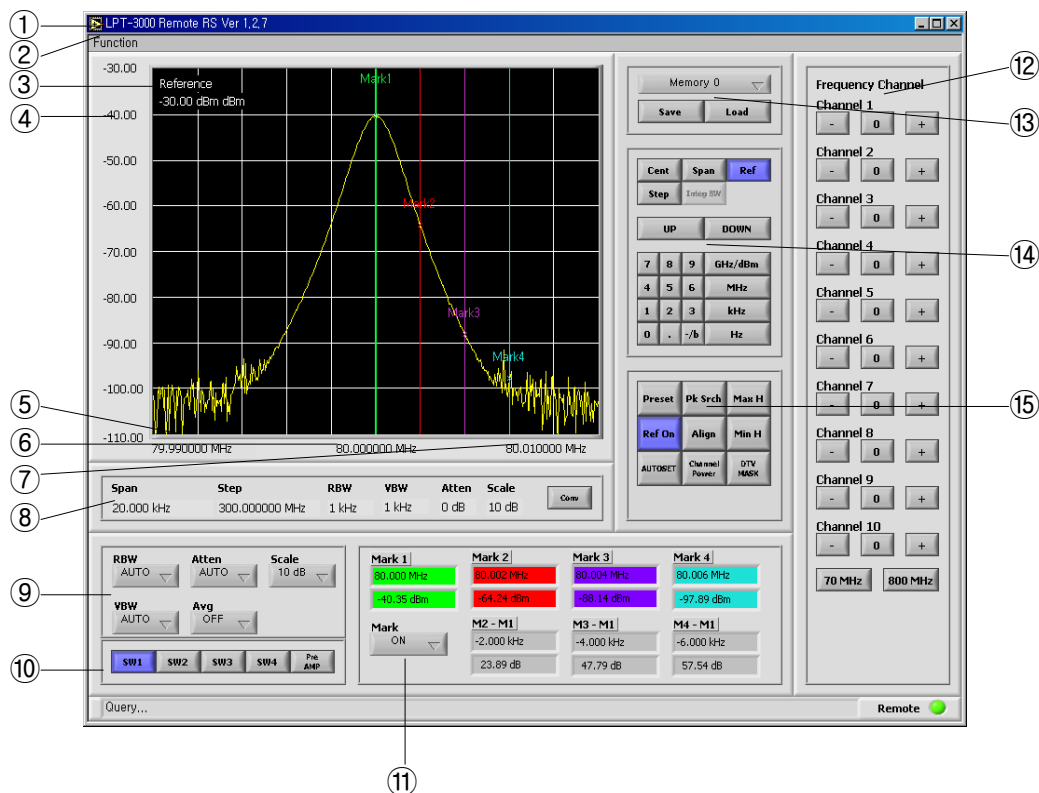 ① LPT-3000 Remote RS Ver 1,2,7
② Function
③ Reference
-30.00 dBm dBm
④
⑤
⑥
⑦
-30.00
-40.00
-50.00
-60.00
-70.00
-80.00
-90.00
-100.00
-110.00
Mark1
Mark2
Mark3
Mark4
79.990000 MHz 80.000000 MHz 80.010000 MHz
⑧
Span Step RBW VBW Atten Scale
20.000 kHz 300.000000 MHz 1 kHz 1 kHz 0 dB 10 dB
Conv
⑨
RBW Atten Scale
AUTO AUTO 10 dB
VBW Avg
AUTO OFF
⑩
SW1 SW2 SW3 SW4 Pre
AMP
Mark 1 Mark 2 Mark 3 Mark 4
80.000 MHz 80.002 MHz 80.004 MHz 80.006 MHz
-40.35 dBm -64.24 dBm -88.14 dBm -97.89 dBm
Mark M2 - M1 M3 - M1 M4 - M1
ON -2.000 kHz -4.000 kHz -6.000 kHz
23.89 dB 47.79 dB 57.54 dB
⑪
Memory 0
Save Load
⑬
Cent Span Ref
Step Integ BW
UP DOWN
⑭
7 8 9 GHz/dBm
4 5 6 MHz
1 2 3 kHz
0 . -/b Hz
Preset Pk Srch Max H
⑮
Ref On Align Min H
AUTOSET Channel
Power DTV
MASK
⑫
Frequency Channel
Channel 1
- 0 +
Channel 2
- 0 +
Channel 3
- 0 +
Channel 4
- 0 +
Channel 5
- 0 +
Channel 6
- 0 +
Channel 7
- 0 +
Channel 8
- 0 +
Channel 9
- 0 +
Channel 10
- 0 +
70 MHz 800 MHz
Query...
Remote